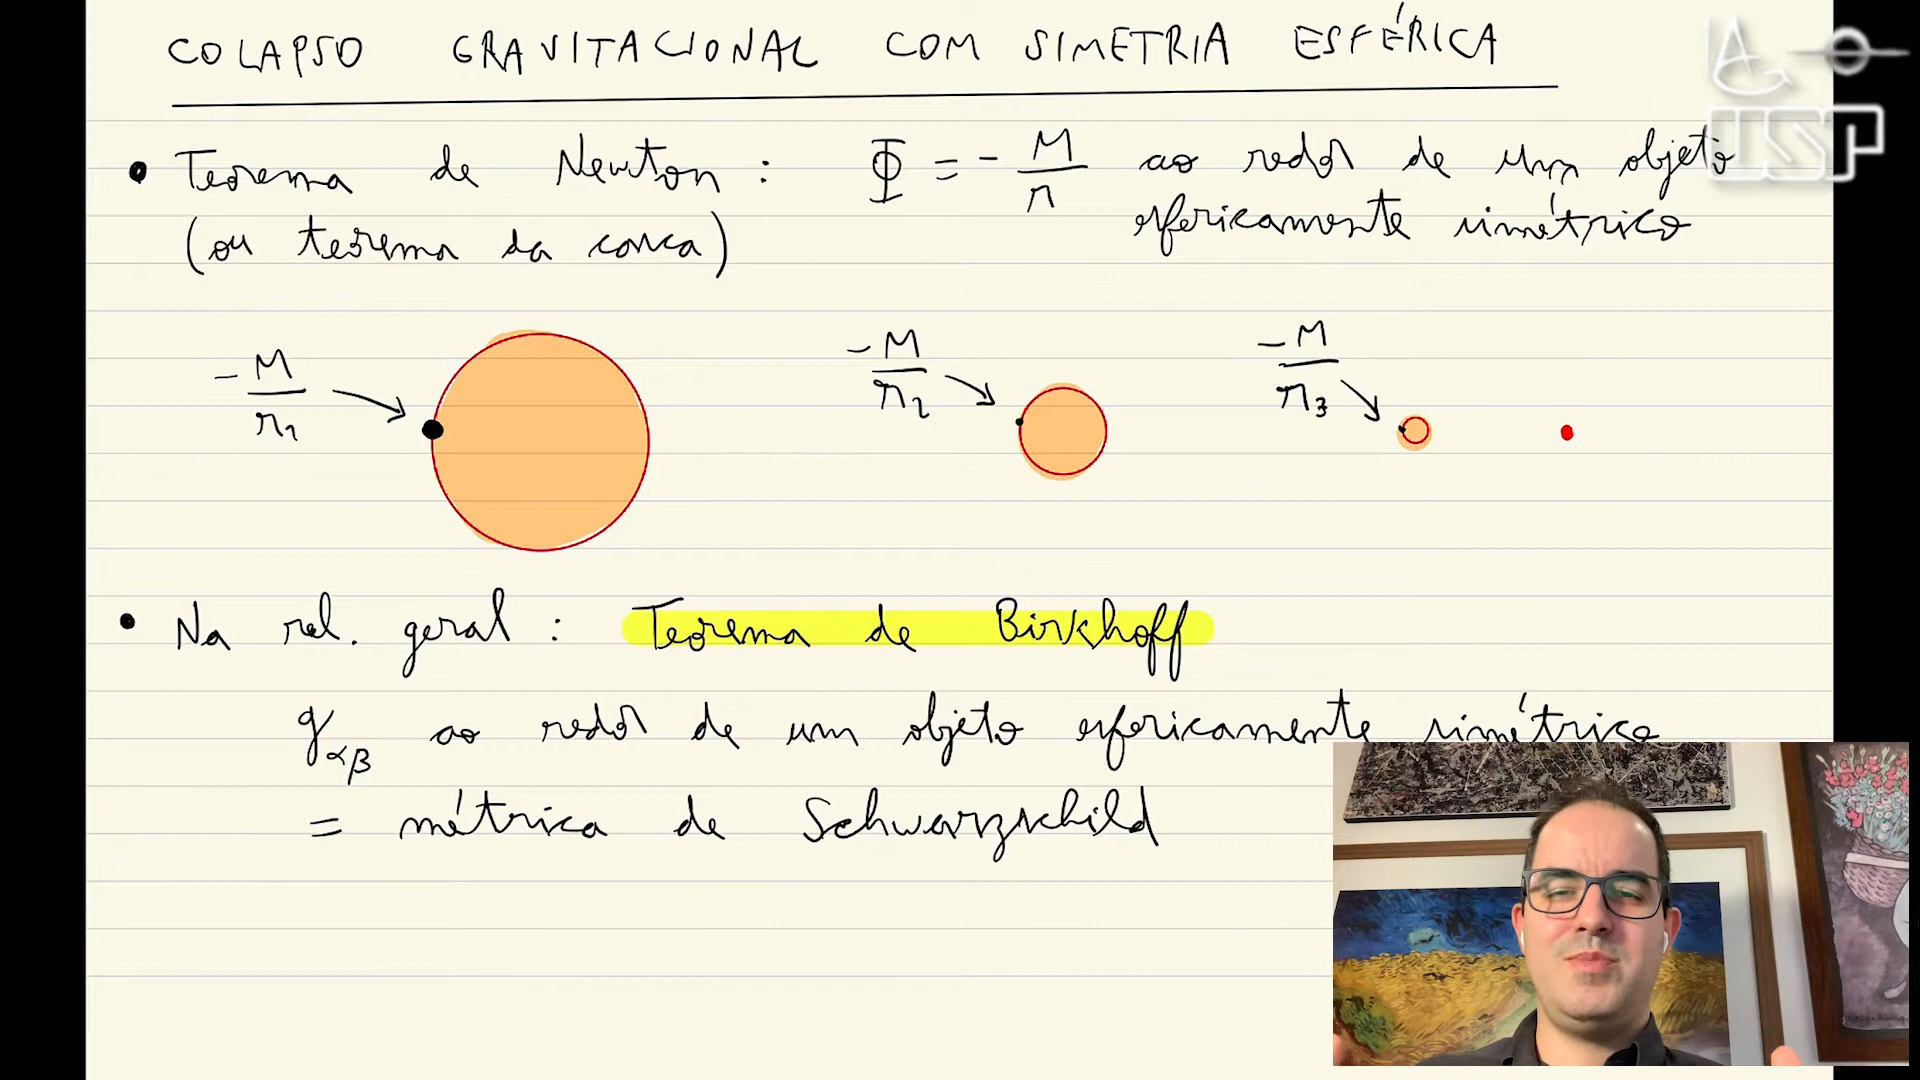 COLAPSO GRAVITACIONAL COM SIMETRIA ESFÉRICA
• Teorema de Newton : Φ = - M/r ao redor de um objeto
(ou teorema da casca) esfericamente simétrico
- M/r₁
- M/r₂
- M/r₃
• Na rel. geral : Teorema de Birkhoff
gαβ ao redor de um objeto esfericamente simétrico
= métrica de Schwarzschild
IAG
USP